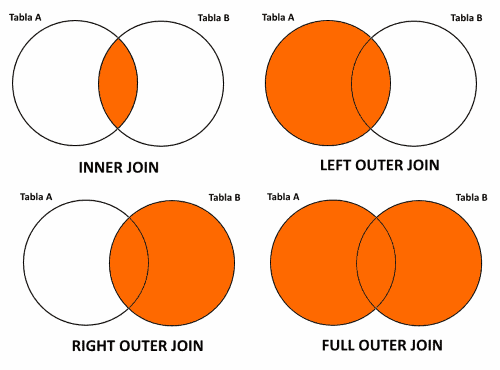 Tabla A
Tabla B
INNER JOIN
Tabla A
Tabla B
LEFT OUTER JOIN
Tabla A
Tabla B
RIGHT OUTER JOIN
Tabla A
Tabla B
FULL OUTER JOIN